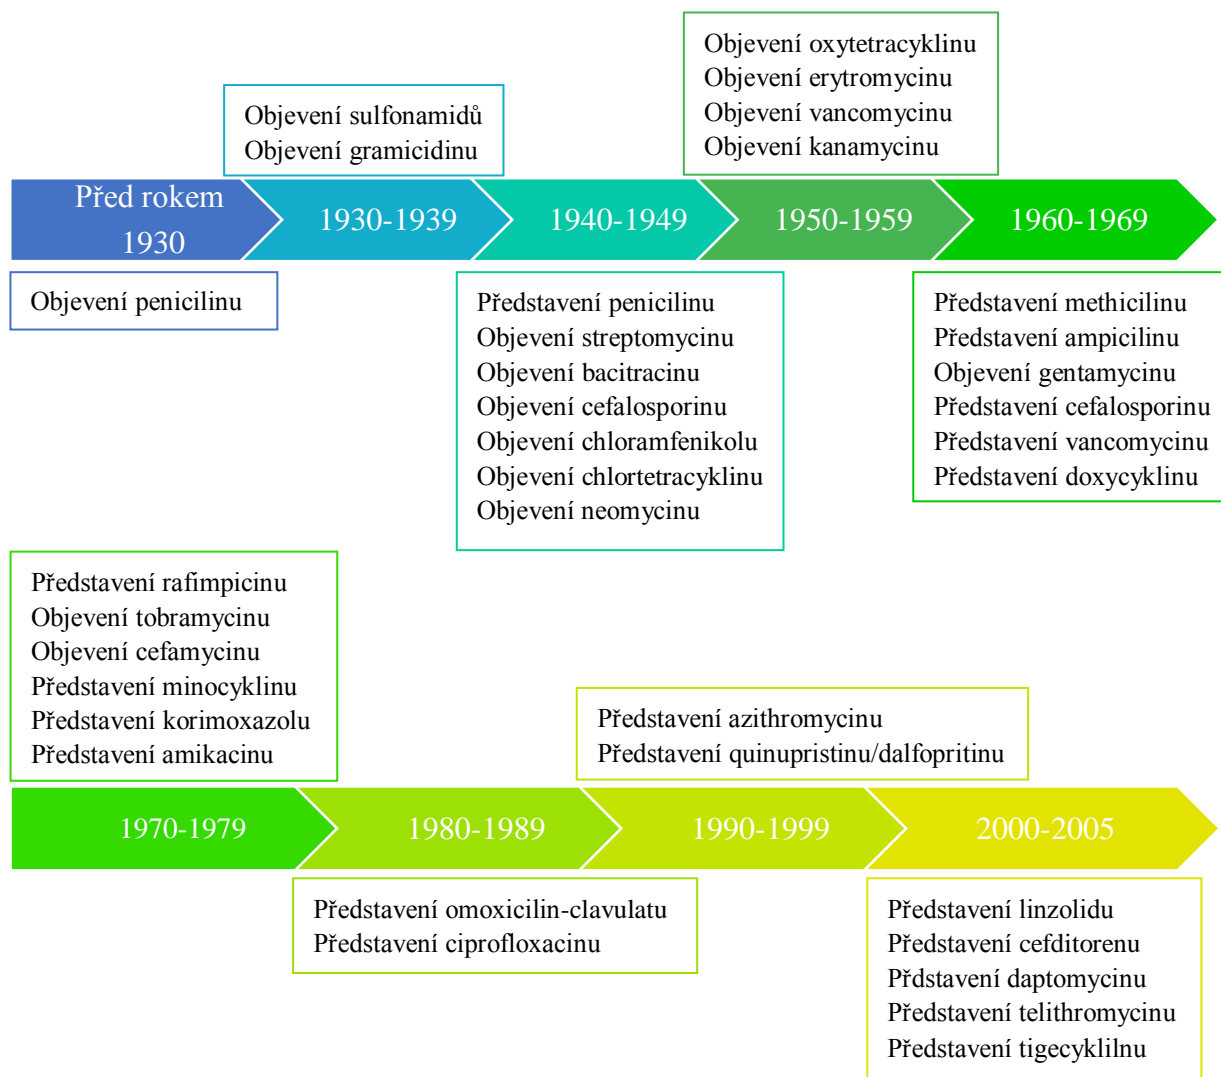 Před rokem
1930
Objevení penicilinu
1930-1939
Objevení sulfonamidů
Objevení gramicidinu
1940-1949
Představení penicilinu
Objevení streptomycinu
Objevení bacitracinu
Objevení cefalosporinu
Objevení chloramfenikolu
Objevení chlortetracyklinu
Objevení neomycinu
1950-1959
Objevení oxytetracyklinu
Objevení erytromycinu
Objevení vancomycinu
Objevení kanamycinu
1960-1969
Představení methicilinu
Představení ampicilinu
Objevení gentamycinu
Představení cefalosporinu
Představení vancomycinu
Představení doxycyklinu
1970-1979
Představení rafimpicinu
Objevení tobramycinu
Objevení cefamycinu
Představení minocyklinu
Představení korimoxazolu
Představení amikacinu
1980-1989
Představení omoxicilin-clavulatu
Představení ciprofloxacinu
1990-1999
Představení azithromycinu
Představení quinupristinu/dalfopritinu
2000-2005
Představení linzolidu
Představení cefditorenu
Přdstavení daptomycinu
Představení telithromycinu
Představení tigecyklilnu